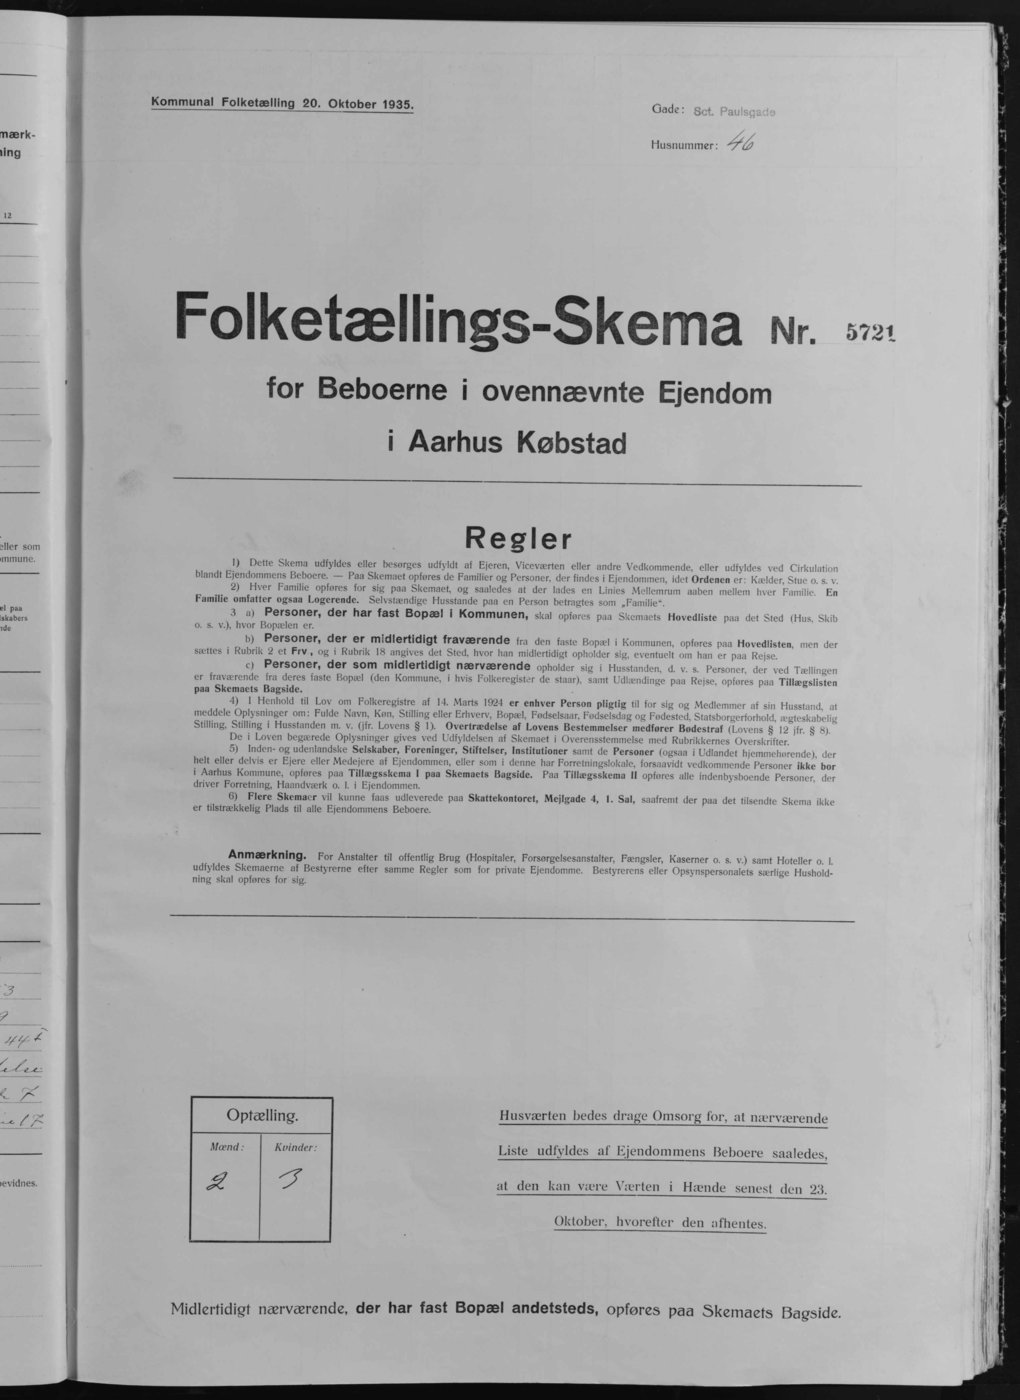 Kommunal Folketælling 20. Oktober 1935.
Gade: Sct. Paulsgade
Husnummer: 46
Folketællings-Skema Nr. 5721
for Beboerne i ovennævnte Ejendom
i Aarhus Købstad
Regler
1) Dette Skema udfyldes eller besørges udfyldt af Ejeren, Viceværten eller andre Vedkommende, eller udfyldes ved Cirkulation
blandt Ejendommens Beboere. — Paa Skemaet opføres de Familier og Personer, der findes i Ejendommen, idet Ordenen er: Kælder, Stue o. s. v.
2) Hver Familie opføres for sig paa Skemaet, og saaledes at der lades en Linies Mellemrum aaben mellem hver Familie. En
Familie omfatter ogsaa Logerende. Selvstændige Husstande paa en Person betragtes som „Familie“.
3 a) Personer, der har fast Bopæl i Kommunen, skal opføres paa Skemaets Hovedliste paa det Sted (Hus, Skib
o. s. v.), hvor Bopælen er.
b) Personer, der er midlertidigt fraværende fra den faste Bopæl i Kommunen, opføres paa Hovedlisten, men der
sættes i Rubrik 2 et Frv., og i Rubrik 18 angives det Sted, hvor han midlertidigt opholder sig, eventuelt om han er paa Rejse.
c) Personer, der som midlertidigt nærværende opholder sig i Husstanden, d. v. s. Personer, der ved Tællingen
er fraværende fra deres faste Bopæl (den Kommune, i hvis Folkeregister de staar), samt Udlændinge paa Rejse, opføres paa Tillægslisten
paa Skemaets Bagside.
4) I Henhold til Lov om Folkeregistre af 14. Marts 1924 er enhver Person pligtig til for sig og Medlemmer af sin Husstand, at
meddele Oplysninger om: Fulde Navn, Køn, Stilling eller Erhverv, Bopæl, Fødselsaar, Fødselsdag og Fødested, Statsborgerforhold, ægteskabelig
Stilling, Stilling i Husstanden m. v. (jfr. Lovens § 1). Overtrædelse af Lovens Bestemmelser medfører Bødestraf (Lovens § 12 jfr. § 8).
De i Loven begærede Oplysninger gives ved Udfyldelsen af Skemaet i Overensstemmelse med Rubrikkernes Overskrifter.
5) Inden- og udenlandske Selskaber, Foreninger, Stiftelser, Institutioner samt de Personer (ogsaa i Udlandet hjemmehørende), der
helt eller delvis er Ejere eller Medejere af Ejendommen, eller som i denne har Forretningslokale, forsaavidt vedkommende Personer ikke bor
i Aarhus Kommune, opføres paa Tillægsskema I paa Skemaets Bagside. Paa Tillægsskema II opføres alle indenbysboende Personer, der
driver Forretning, Haandværk o. l. i Ejendommen.
6) Flere Skemaer vil kunne faas udleverede paa Skattekontoret, Mejlgade 4, 1. Sal, saafremt der paa det tilsendte Skema ikke
er tilstrækkelig Plads til alle Ejendommens Beboere.
Anmærkning. For Anstalter til offentlig Brug (Hospitaler, Forsørgelsesanstalter, Fængsler, Kaserner o. s. v.) samt Hoteller o. l.
udfyldes Skemaerne af Bestyrerne efter samme Regler som for private Ejendomme. Bestyrerens eller Opsynspersonalets særlige Hushold-
ning skal opføres for sig.
Optælling.
Mænd: Kvinder:
2 3
Husværten bedes drage Omsorg for, at nærværende
Liste udfyldes af Ejendommens Beboere saaledes,
at den kan være Værten i Hænde senest den 23.
Oktober, hvorefter den afhentes.
Midlertidigt nærværende, der har fast Bopæl andetsteds, opføres paa Skemaets Bagside.